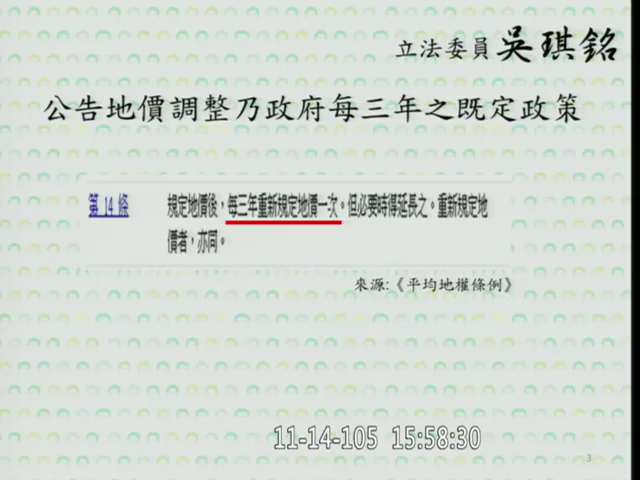 立法委員吳琪銘
公告地價調整乃政府每三年之既定政策
第 14 條
規定地價後，每三年重新規定地價一次。但必要時得延長之。重新規定地
價者，亦同。
來源:《平均地權條例》
11-14-105 15:58:30
3